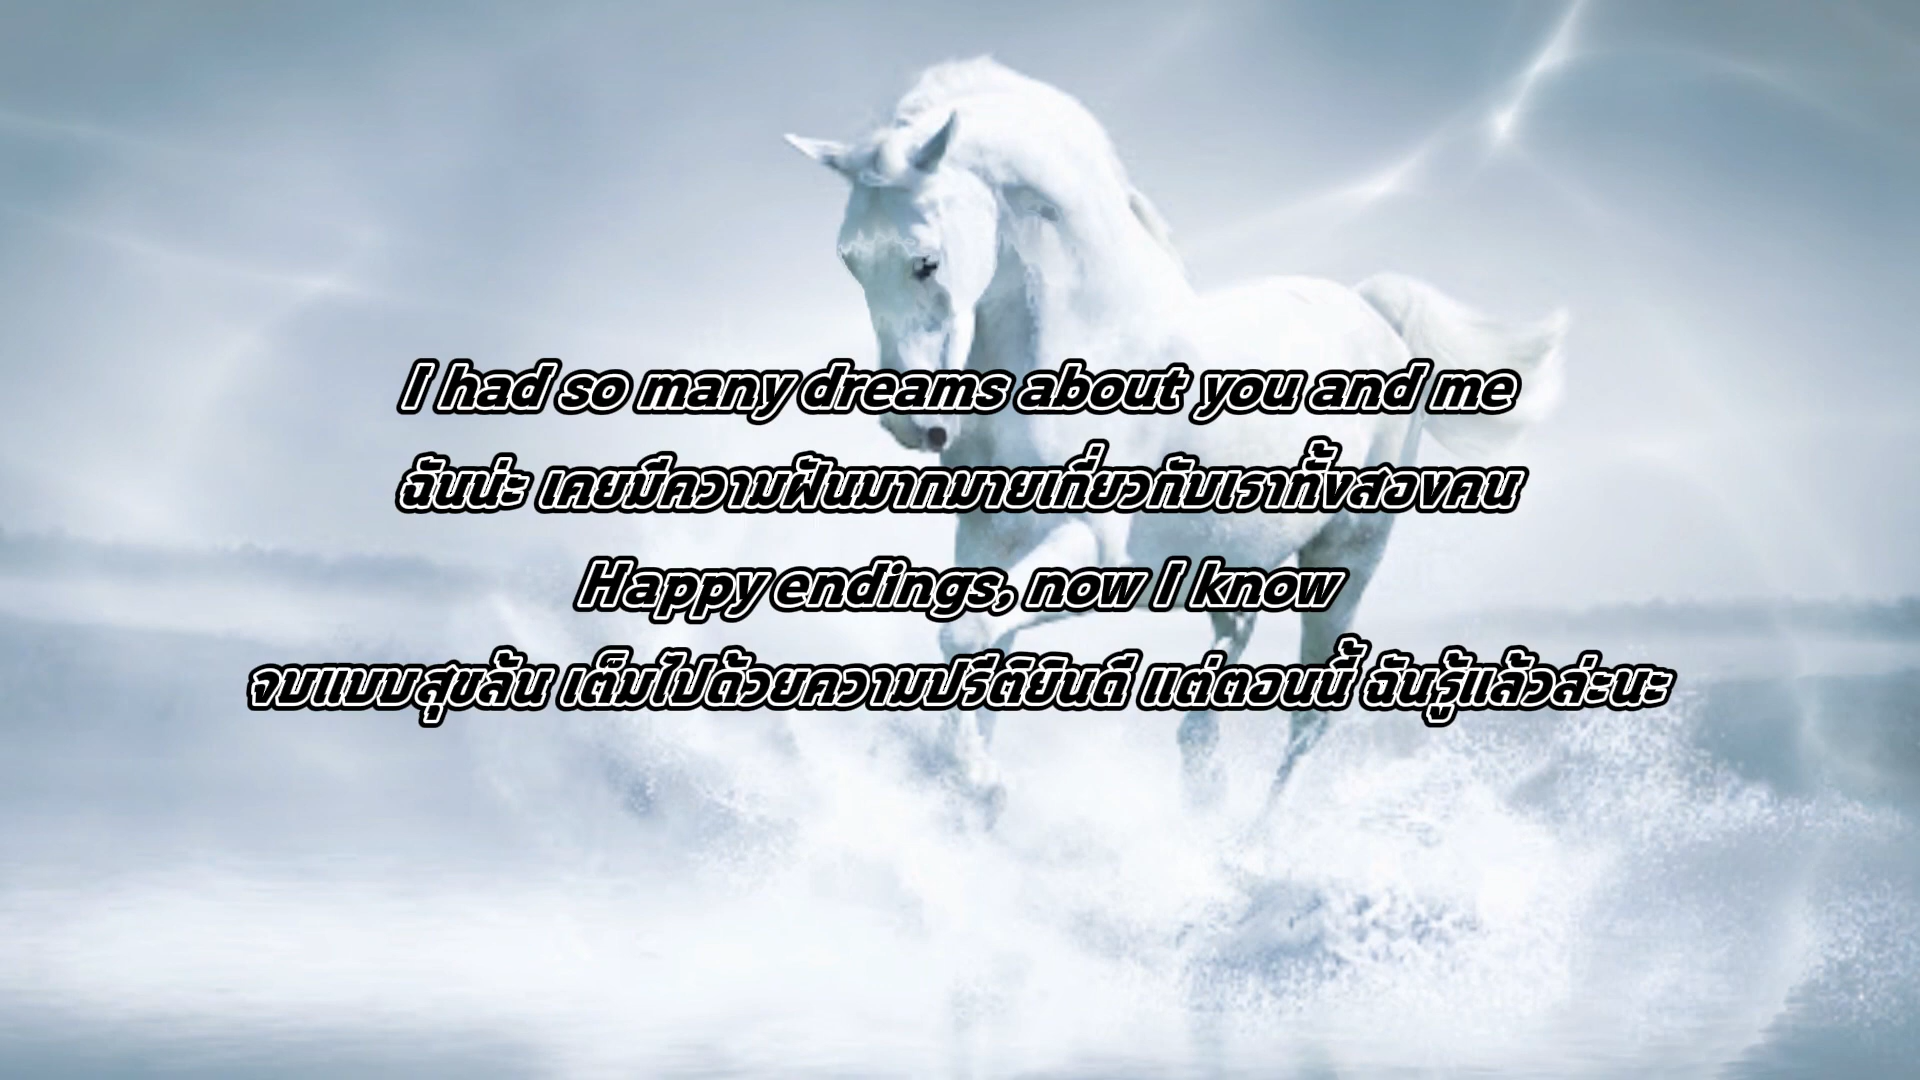 I had so many dreams about you and me
ฉันน่ะ เคยมีความฝันมากมายเกี่ยวกับเราทั้งสองคน
Happy endings, now I know
จบแบบสุขล้น เต็มไปด้วยความปรีติยินดี แต่ตอนนี้ ฉันรู้แล้วล่ะนะ